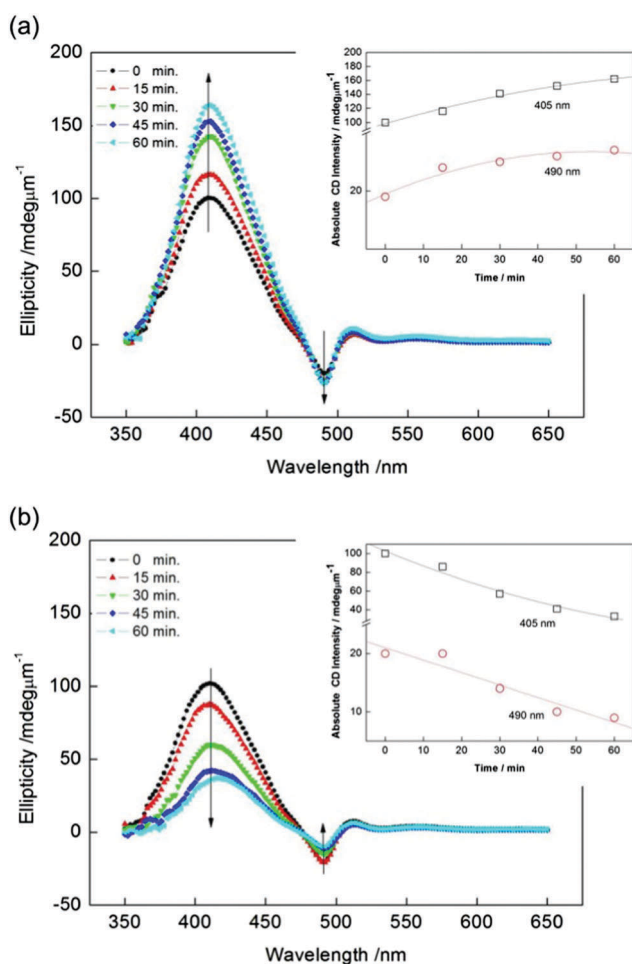 (a)
200
150
100
50
0
-50
Ellipticity /mdegμm⁻¹
0 min.
15 min.
30 min.
45 min.
60 min.
350 400 450 500 550 600 650
Wavelength /nm
200
180
160
140
120
100
20
Absolute CD Intensity / mdegμm⁻¹
405 nm
490 nm
0 10 20 30 40 50 60
Time / min
(b)
200
150
100
50
0
-50
Ellipticity /mdegμm⁻¹
0 min.
15 min.
30 min.
45 min.
60 min.
350 400 450 500 550 600 650
Wavelength /nm
100
80
60
40
20
10
Absolute CD Intensity / mdegμm⁻¹
405 nm
490 nm
0 10 20 30 40 50 60
Time / min